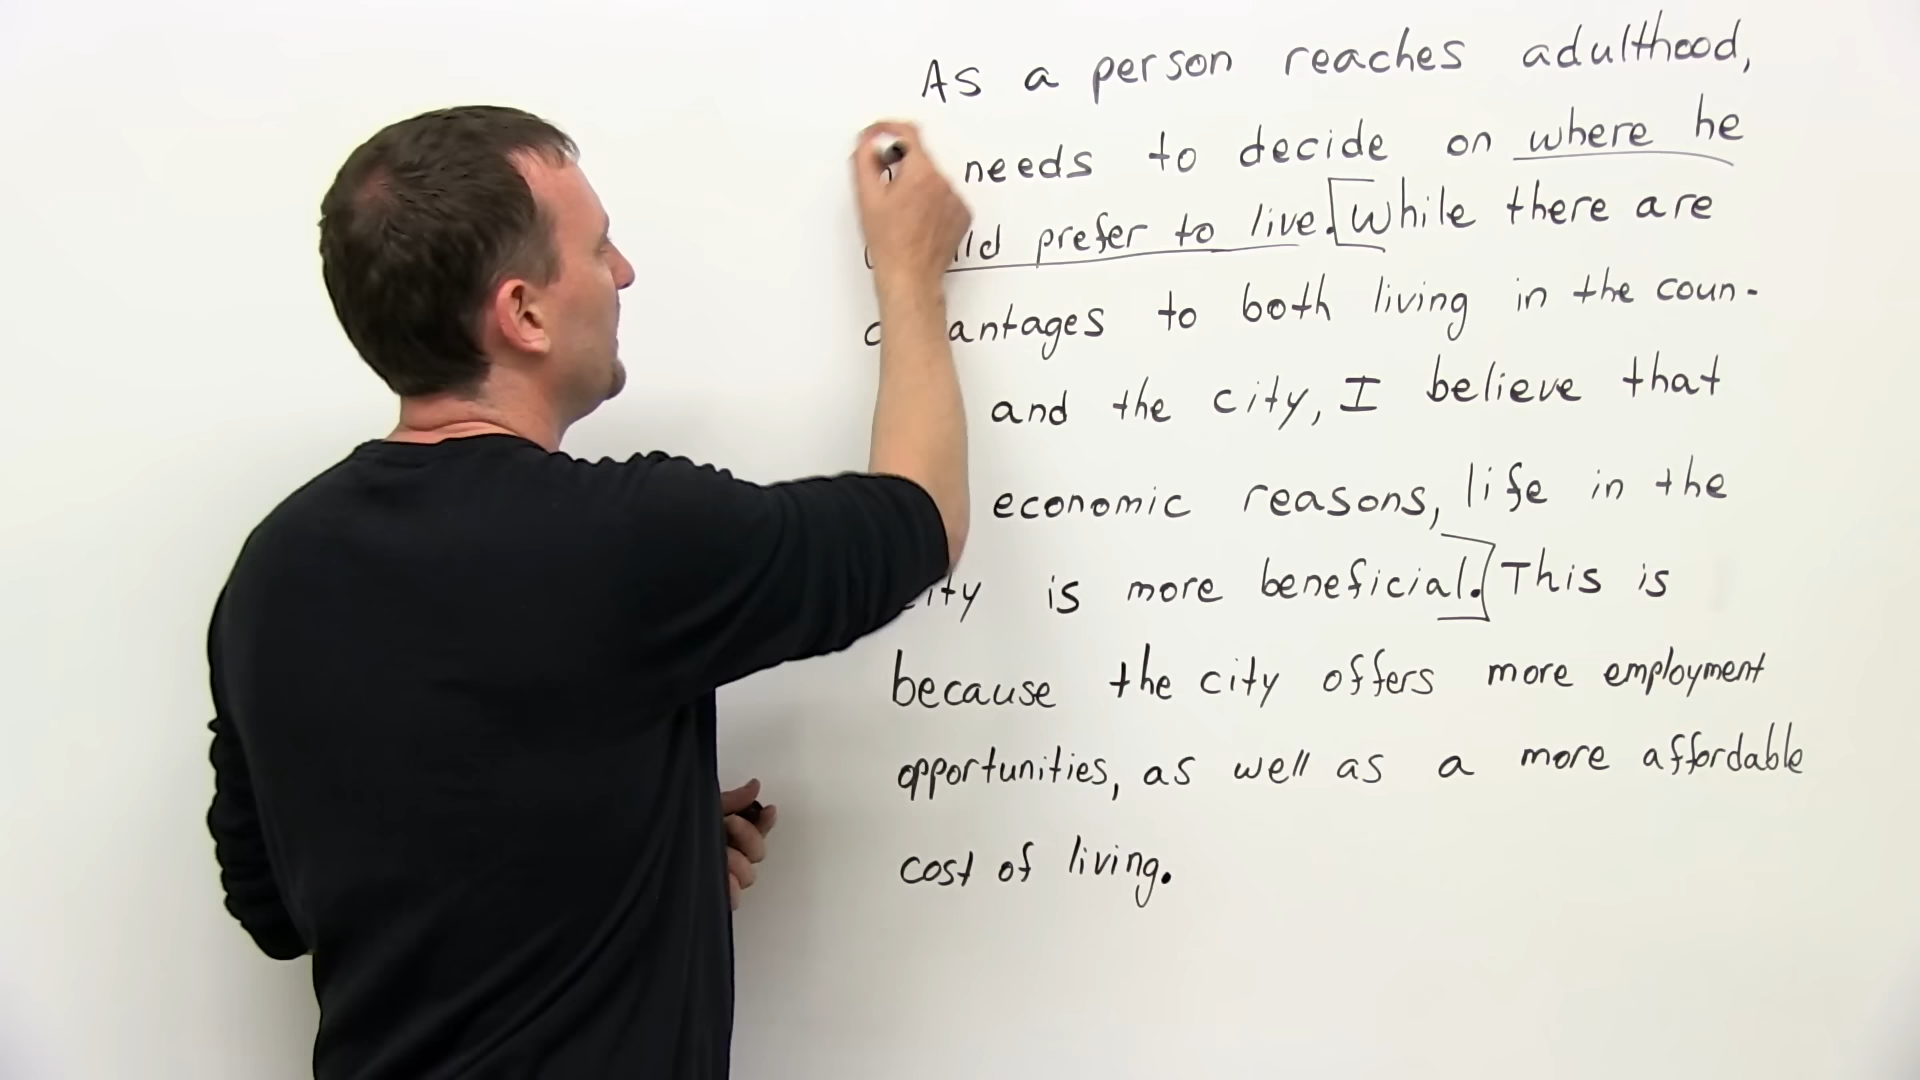 As a person reaches adulthood,
needs to decide on where he
prefer to live. While there are
to both living in the coun-
and the city, I believe that
economic reasons, life in the
is more beneficial. This is
because the city offers more employment
opportunities, as well as a more affordable
cost of living.